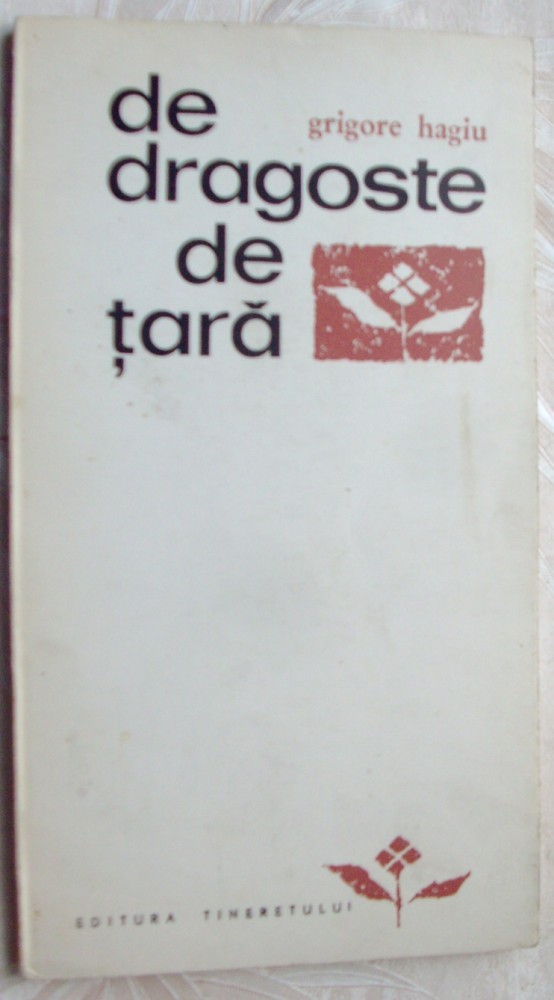 de
grigore hagiu
dragoste
de
țară
EDITURA TINERETULUI